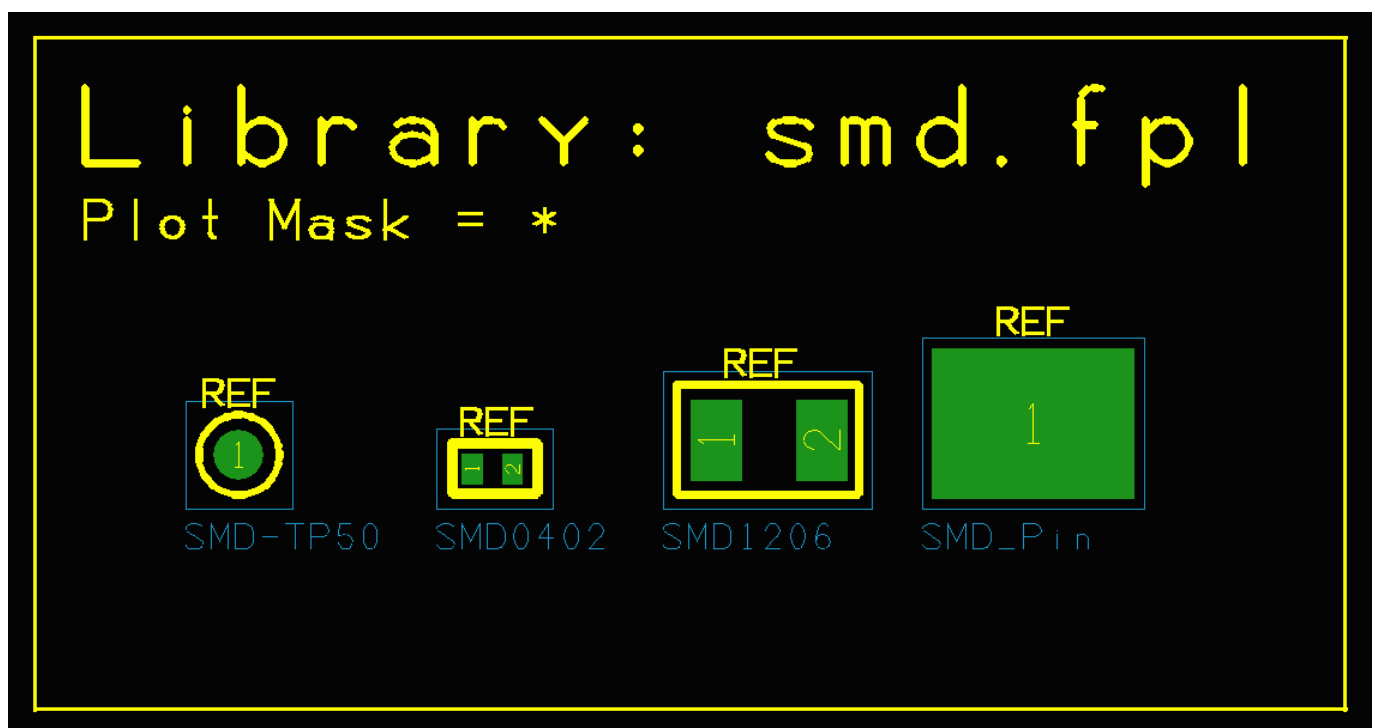 Library: smd.fpl
Plot Mask = *
REF
1
SMD-TP50
REF
1 2
SMD0402
REF
1 2
SMD1206
REF
1
SMD_Pin